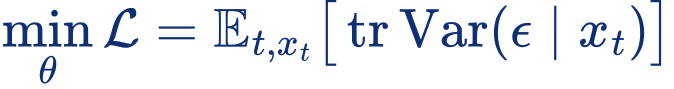 min_θ ℒ = 𝔼_{t,x_t}[ tr Var(ϵ | x_t) ]